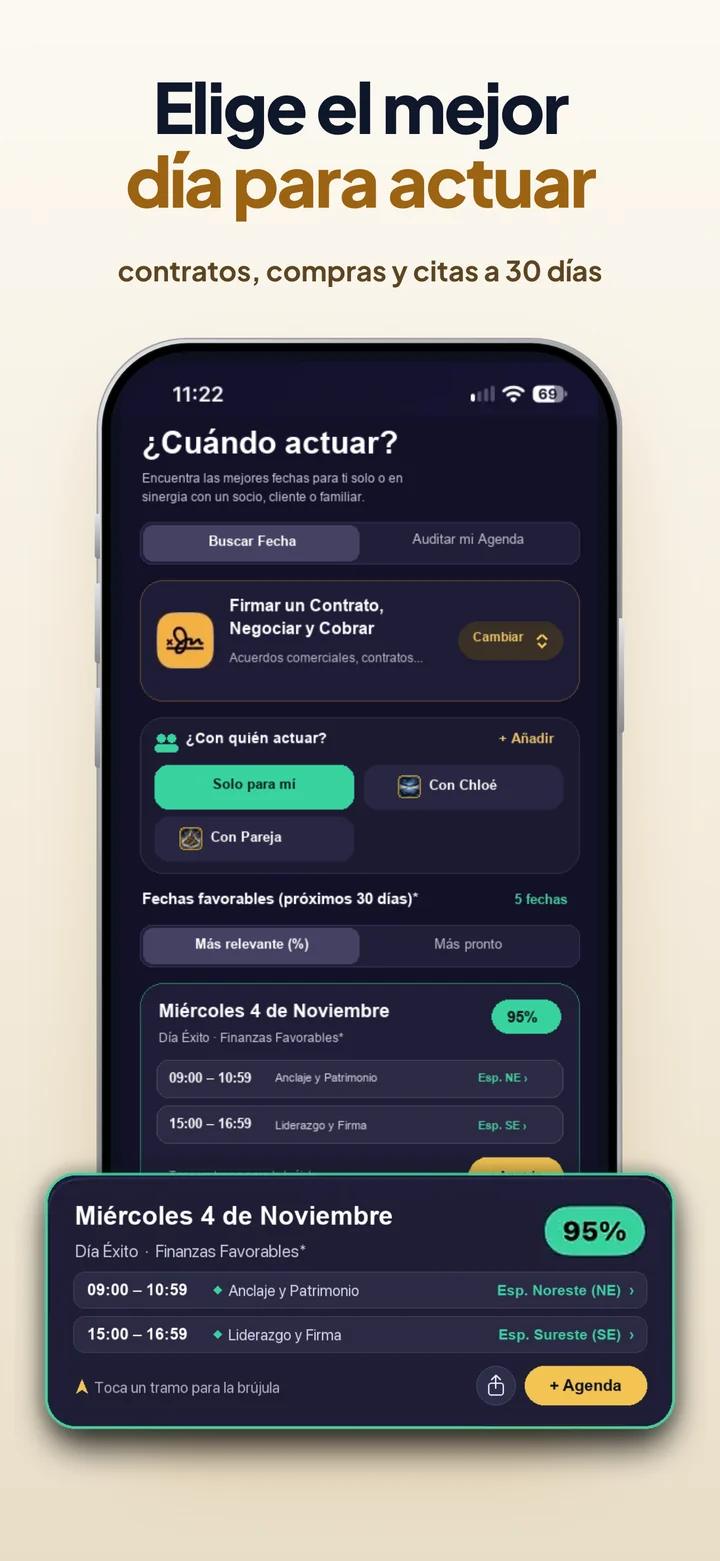 Elige el mejor
día para actuar
contratos, compras y citas a 30 días
11:22
69
¿Cuándo actuar?
Encuentra las mejores fechas para ti solo o en
sinergia con un socio, cliente o familiar.
Buscar Fecha
Auditar mi Agenda
Firmar un Contrato,
Negociar y Cobrar
Acuerdos comerciales, contratos...
Cambiar
¿Con quién actuar?
+ Añadir
Solo para mí
Con Chloé
Con Pareja
Fechas favorables (próximos 30 días)*
5 fechas
Más relevante (%)
Más pronto
Miércoles 4 de Noviembre
95%
Día Éxito · Finanzas Favorables*
09:00 – 10:59 Anclaje y Patrimonio Esp. NE ›
15:00 – 16:59 Liderazgo y Firma Esp. SE ›
Miércoles 4 de Noviembre
95%
Día Éxito · Finanzas Favorables*
09:00 – 10:59 ◆ Anclaje y Patrimonio Esp. Noreste (NE) ›
15:00 – 16:59 ◆ Liderazgo y Firma Esp. Sureste (SE) ›
Toca un tramo para la brújula
+ Agenda